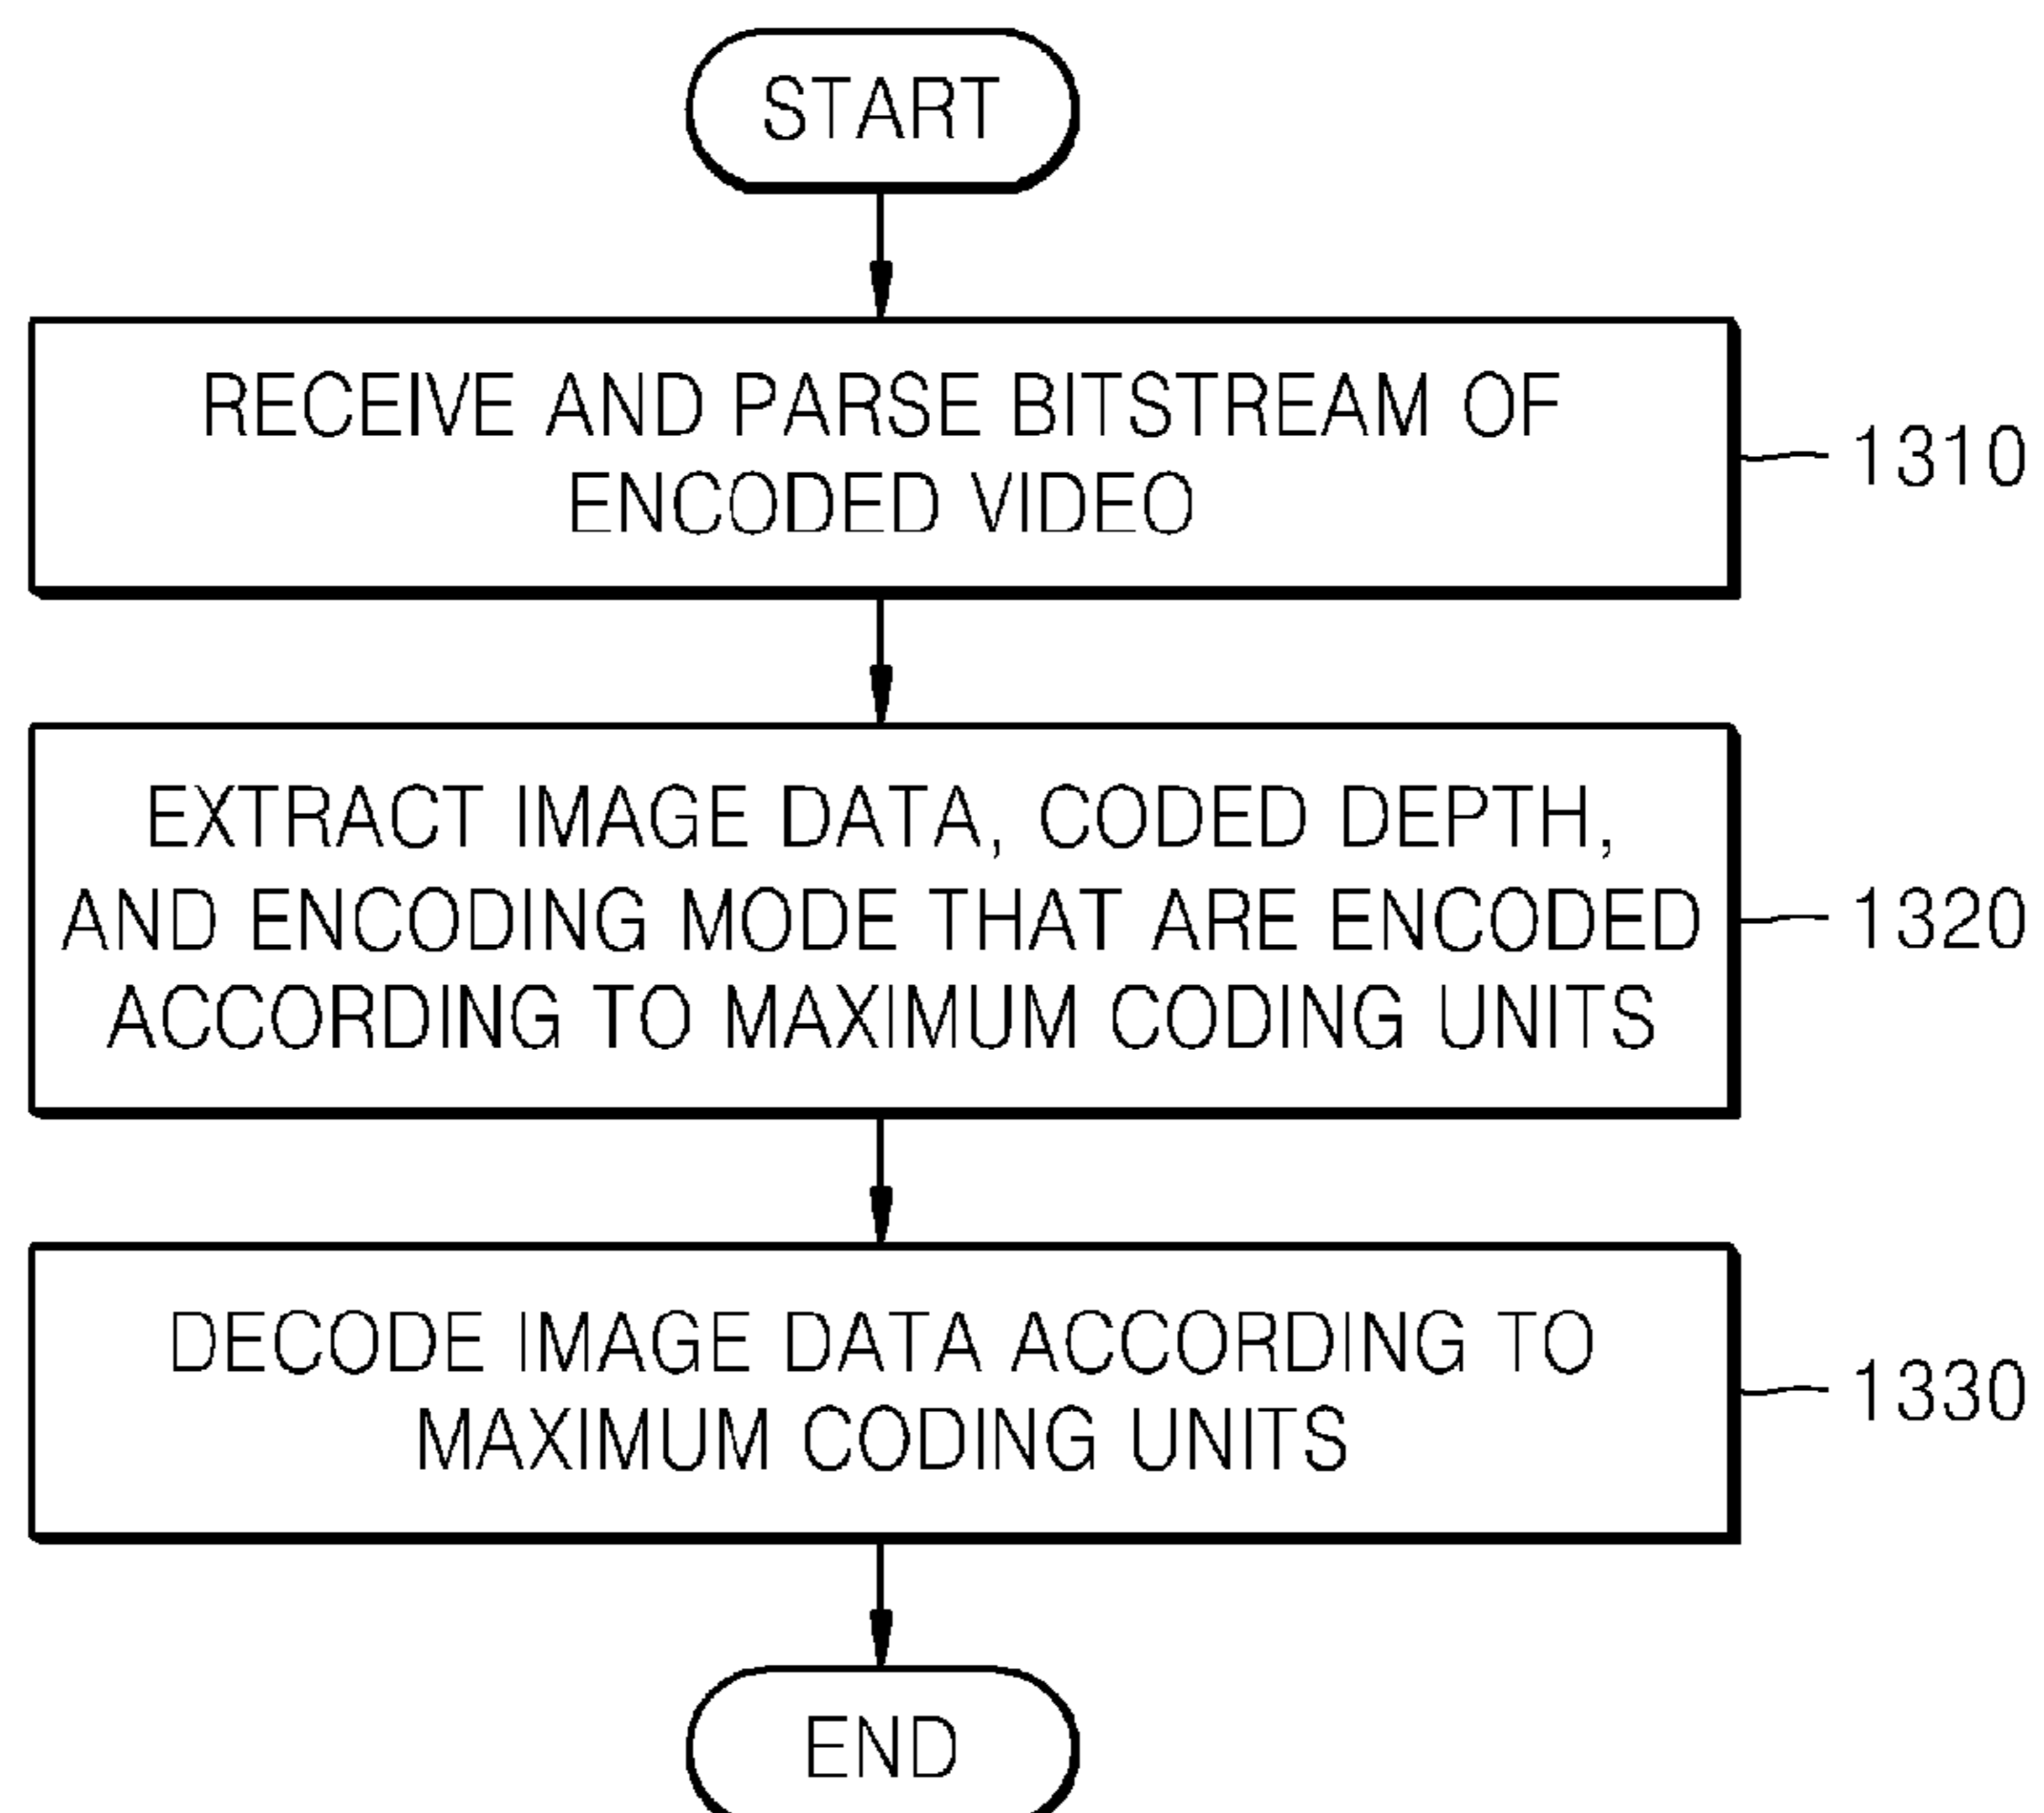 START
RECEIVE AND PARSE BITSTREAM OF
ENCODED VIDEO
1310
EXTRACT IMAGE DATA, CODED DEPTH,
AND ENCODING MODE THAT ARE ENCODED
ACCORDING TO MAXIMUM CODING UNITS
1320
DECODE IMAGE DATA ACCORDING TO
MAXIMUM CODING UNITS
1330
END